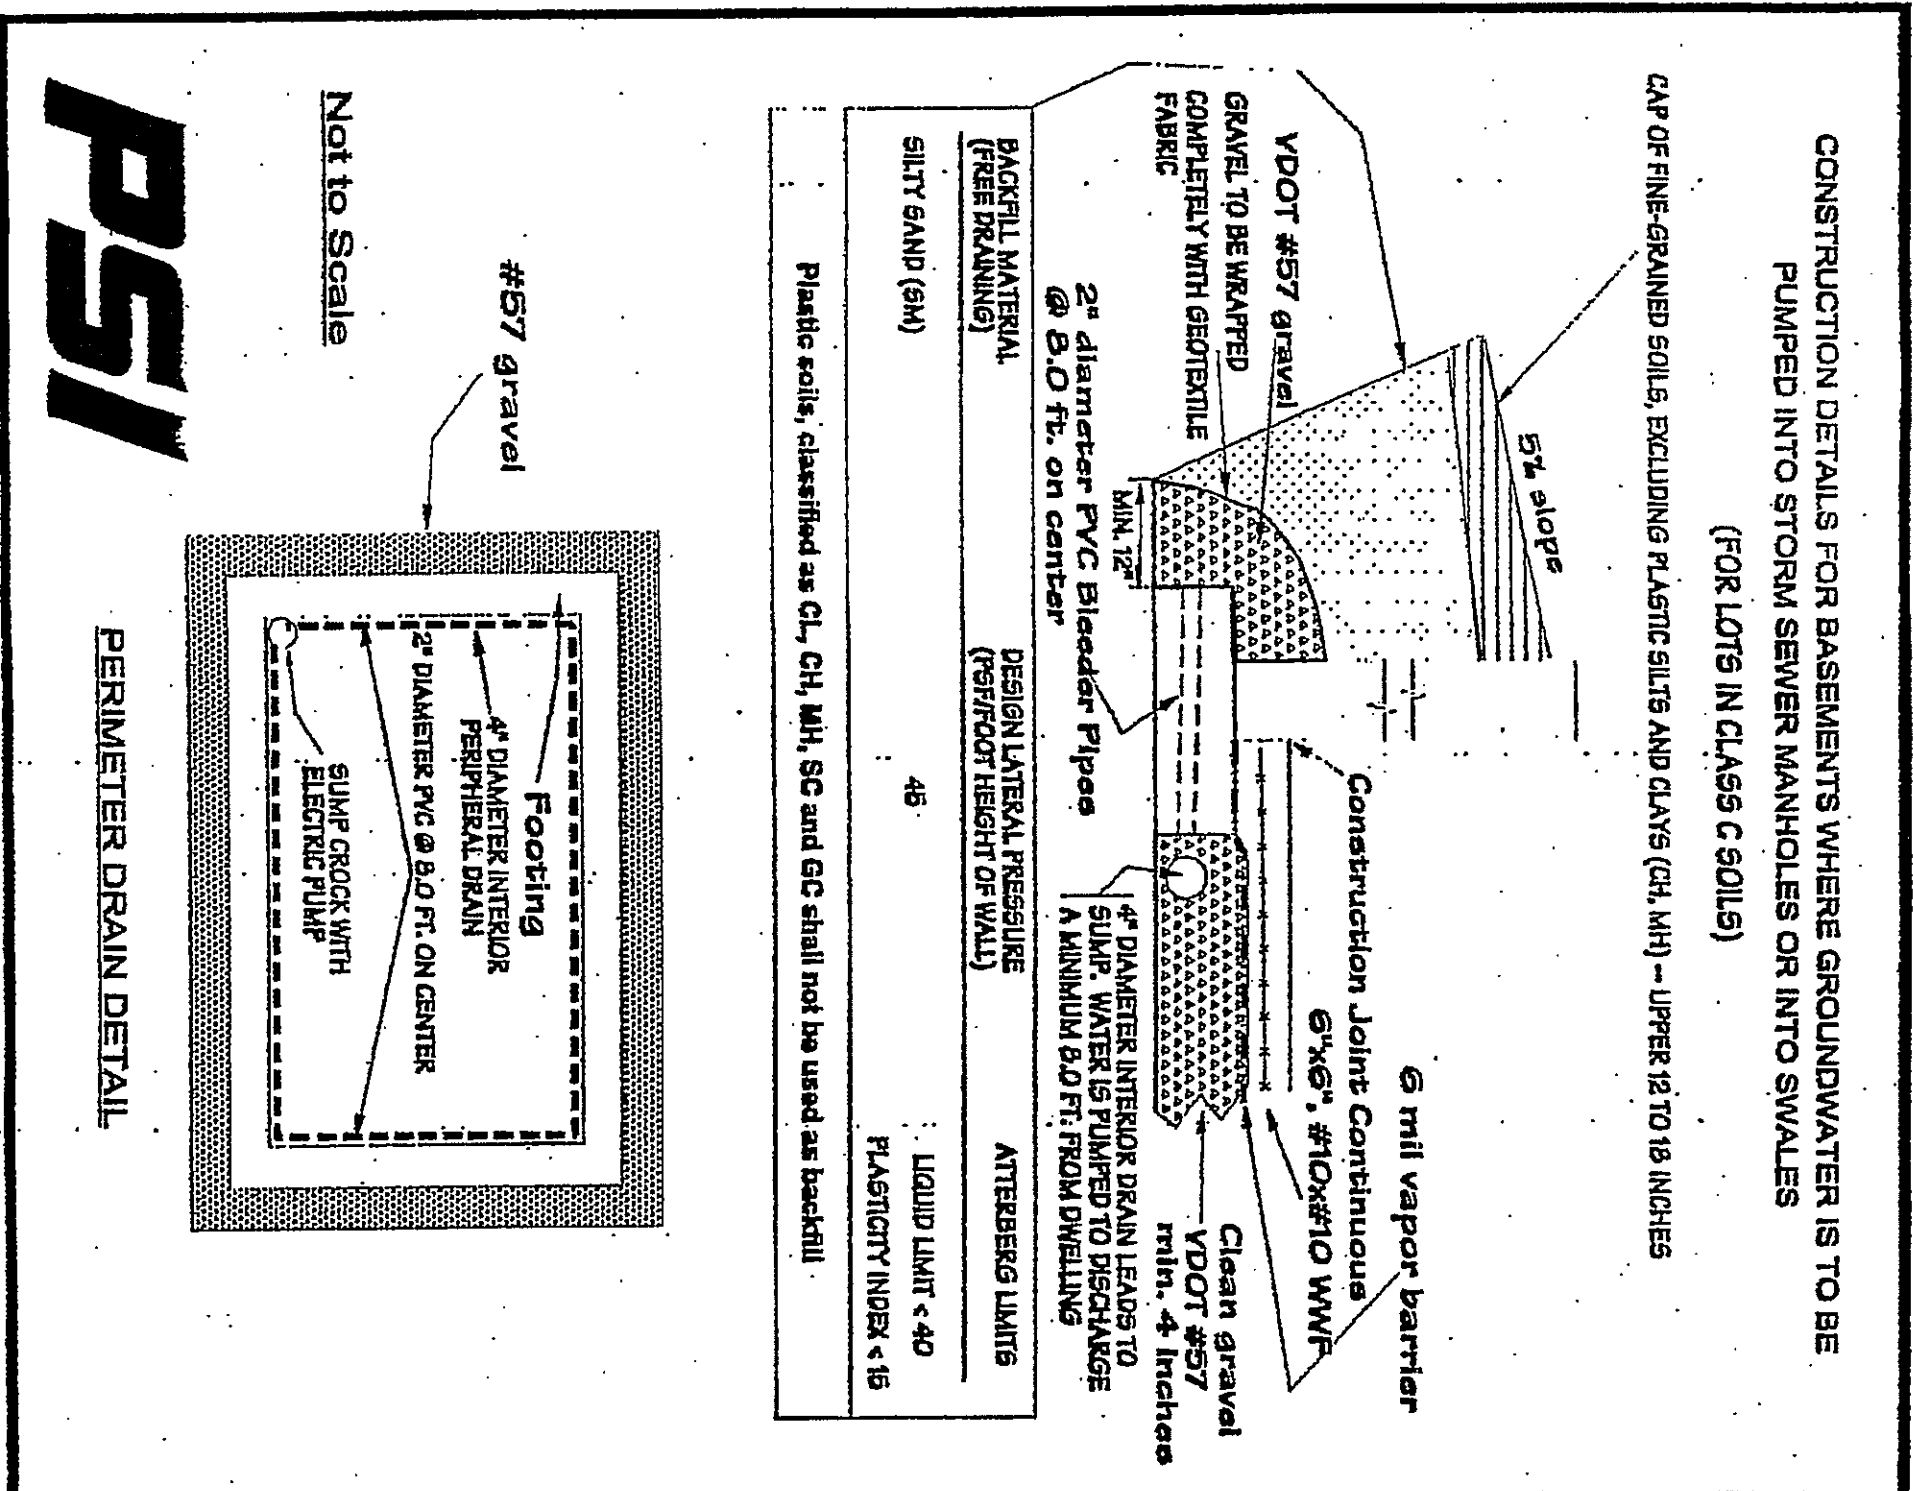 CONSTRUCTION DETAILS FOR BASEMENTS WHERE GROUNDWATER IS TO BE
PUMPED INTO STORM SEWER MANHOLES OR INTO SWALES
(FOR LOTS IN CLASS C SOILS)
CAP OF FINE-GRAINED SOILS, EXCLUDING PLASTIC SILTS AND CLAYS (CH, MH) -- UPPER 12 TO 18 INCHES
5% slope
6 mil vapor barrier
Construction Joint Continuous
6"x6", #10x#10 WWF
VDOT #57 gravel
GRAVEL TO BE WRAPPED
COMPLETELY WITH GEOTEXTILE
FABRIC
MIN. 12"
Clean gravel
VDOT #57
min. 4 inches
2" diameter PVC Bleeder Pipes
@ 8.0 ft. on center
4" DIAMETER INTERIOR DRAIN LEADS TO
SUMP. WATER IS PUMPED TO DISCHARGE
A MINIMUM 8.0 FT. FROM DWELLING
BACKFILL MATERIAL
(FREE DRAINING)
DESIGN LATERAL PRESSURE
(PSF/FOOT HEIGHT OF WALL)
ATTERBERG LIMITS
SILTY SAND (SM)
45
LIQUID LIMIT < 40
PLASTICITY INDEX < 15
Plastic soils, classified as CL, CH, MH, SC and GC shall not be used as backfill
#57 gravel
Footing
4" DIAMETER INTERIOR
PERIPHERAL DRAIN
2" DIAMETER PVC @ 8.0 FT. ON CENTER
SUMP CROCK WITH
ELECTRIC PUMP
Not to Scale
PERIMETER DRAIN DETAIL
PSI